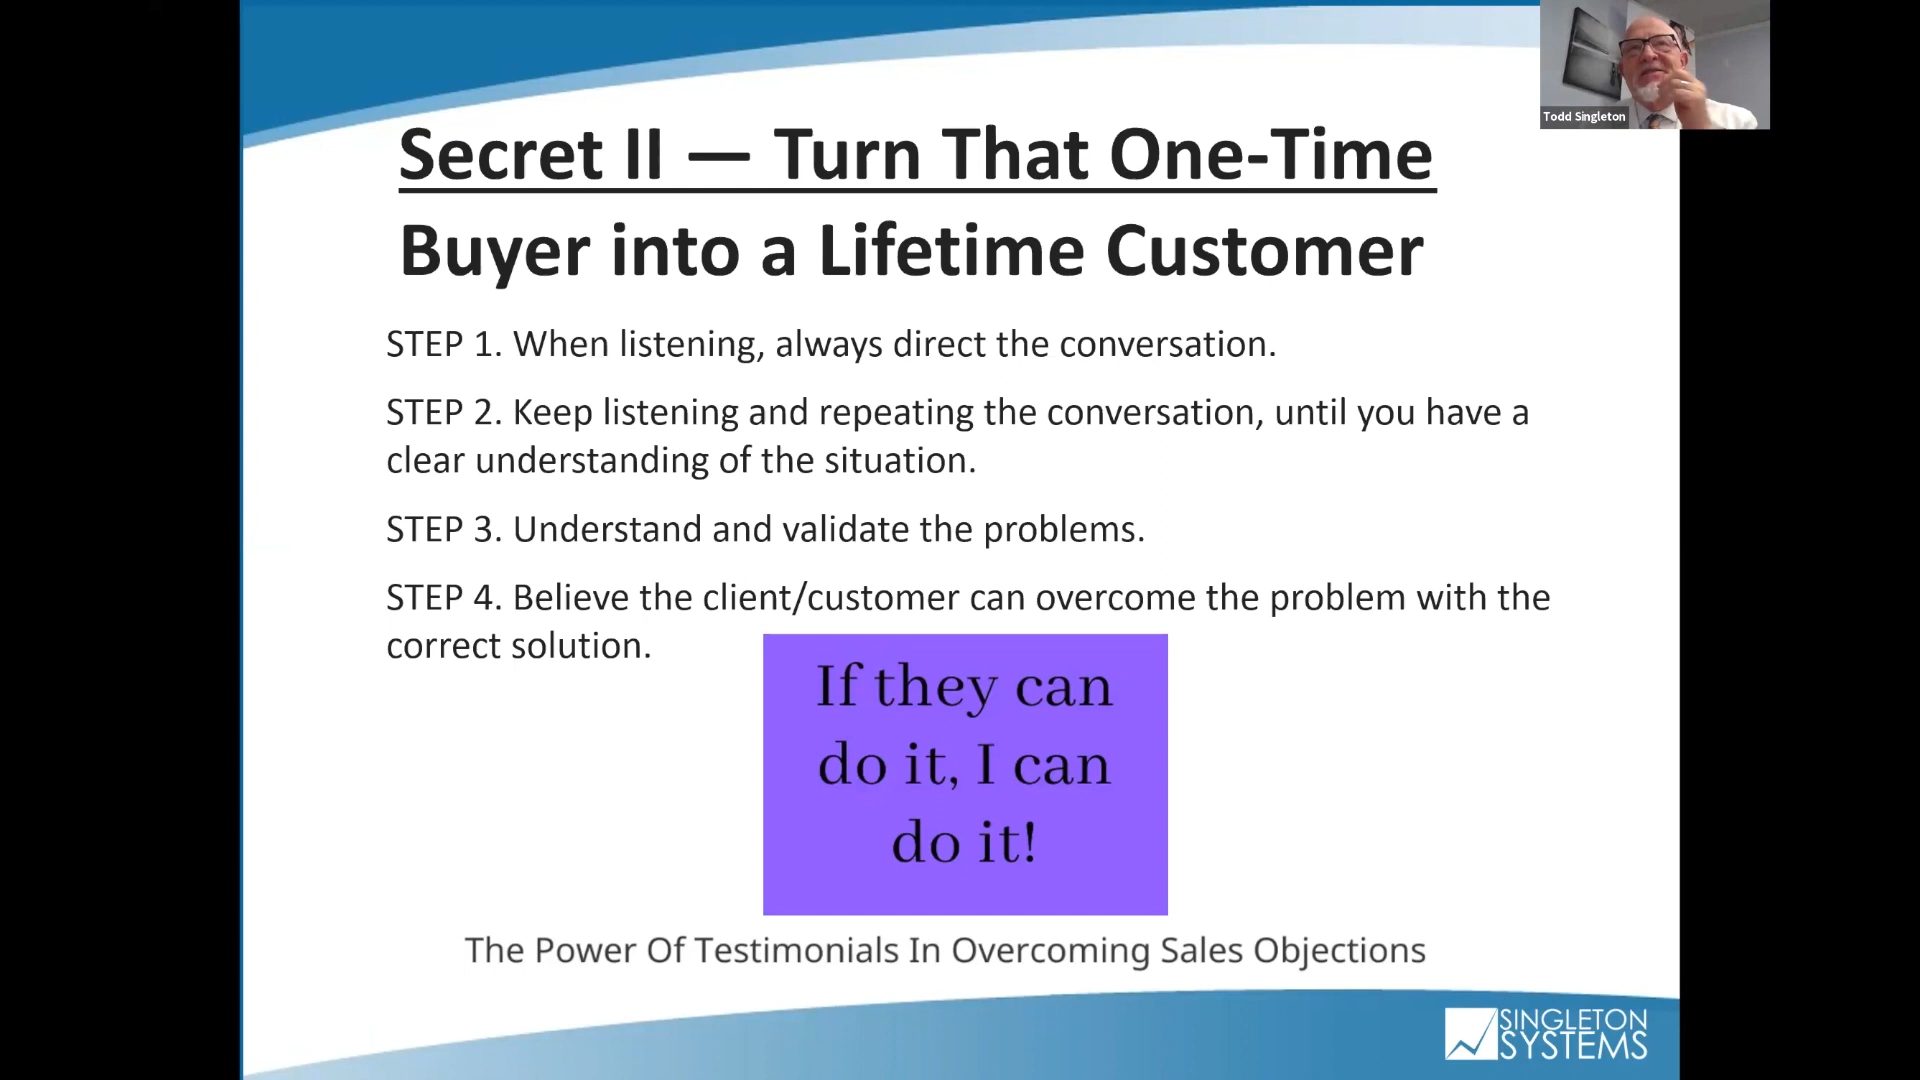 Todd Singleton
Secret II — Turn That One-Time
Buyer into a Lifetime Customer
STEP 1. When listening, always direct the conversation.
STEP 2. Keep listening and repeating the conversation, until you have a
clear understanding of the situation.
STEP 3. Understand and validate the problems.
STEP 4. Believe the client/customer can overcome the problem with the
correct solution.
If they can
do it, I can
do it!
The Power Of Testimonials In Overcoming Sales Objections
SINGLETON
SYSTEMS